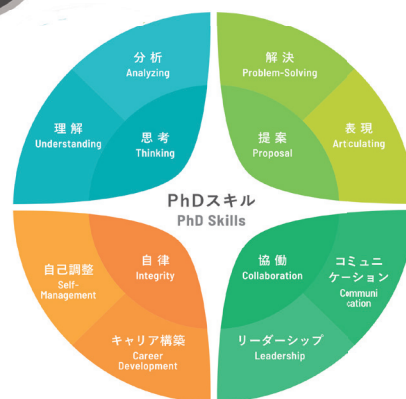 分析
Analyzing
解決
Problem-Solving
理解
Understanding
思考
Thinking
提案
Proposal
表現
Articulating
PhDスキル
PhD Skills
自己調整
Self-
Management
自律
Integrity
協働
Collaboration
コミュニ
ケーション
Communi
cation
キャリア構築
Career
Development
リーダーシップ
Leadership